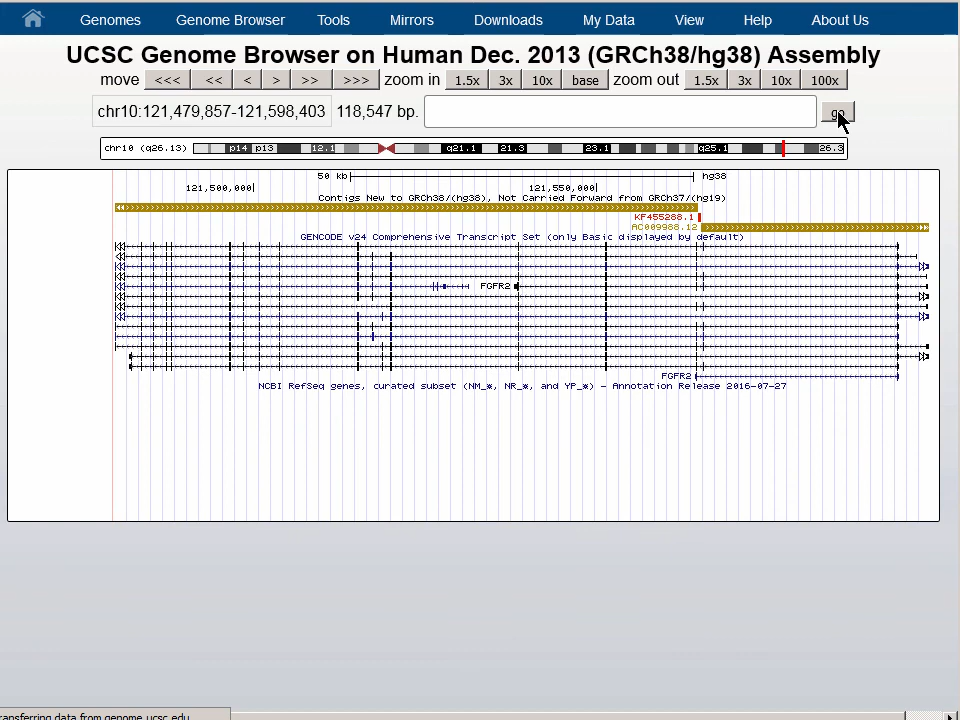 Genomes Genome Browser Tools Mirrors Downloads My Data View Help About Us
UCSC Genome Browser on Human Dec. 2013 (GRCh38/hg38) Assembly
move <<< << < > >> >>> zoom in 1.5x 3x 10x base zoom out 1.5x 3x 10x 100x
chr10:121,479,857-121,598,403 118,547 bp. go
chr10 (q26.13) p14 p13 12.1 q21.1 21.3 23.1 q25.1 26.3
50 kb hg38
121,500,000 121,550,000
Contigs New to GRCh38/(hg38), Not Carried Forward from GRCh37/(hg19)
KF455288.1
AC009988.12
GENCODE v24 Comprehensive Transcript Set (only Basic displayed by default)
FGFR2
FGFR2
NCBI RefSeq genes, curated subset (NM_*, NR_*, and YP_*) - Annotation Release 2016-07-27
ransferring data from genome.ucsc.edu